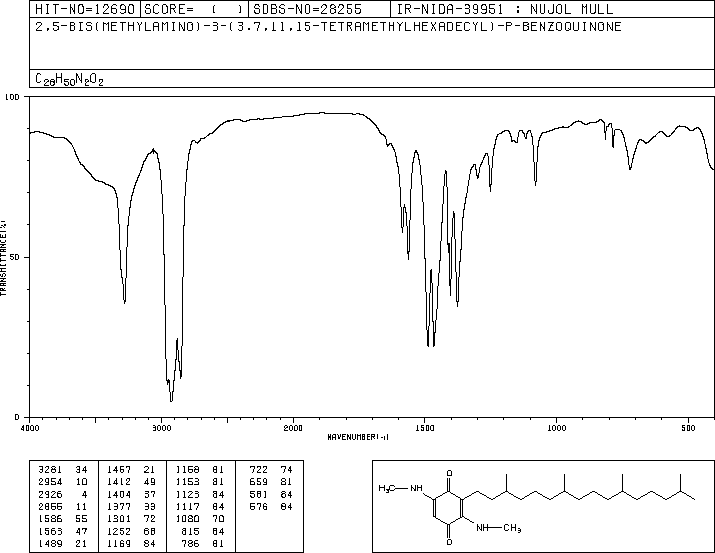 HIT-NO=12690 SCORE= ( ) SDBS-NO=28255 IR-NIDA-39951 : NUJOL MULL
2,5-BIS(METHYLAMINO)-3-(3,7,11,15-TETRAMETHYLHEXADECYL)-P-BENZOQUINONE
C28H50N2O2
100
50
0
TRANSMITTANCE(%)
4000 3000 2000 1500 1000 500
WAVENUMBER(-1)
3281 34 1467 21 1168 81 722 74
2954 10 1412 49 1153 81 659 81
2926 4 1404 37 1123 84 581 84
2855 11 1377 33 1117 84 576 84
1586 55 1301 72 1080 70
1563 47 1252 68 815 84
1489 21 1169 84 786 81
O
H3C NH
NH CH3
O